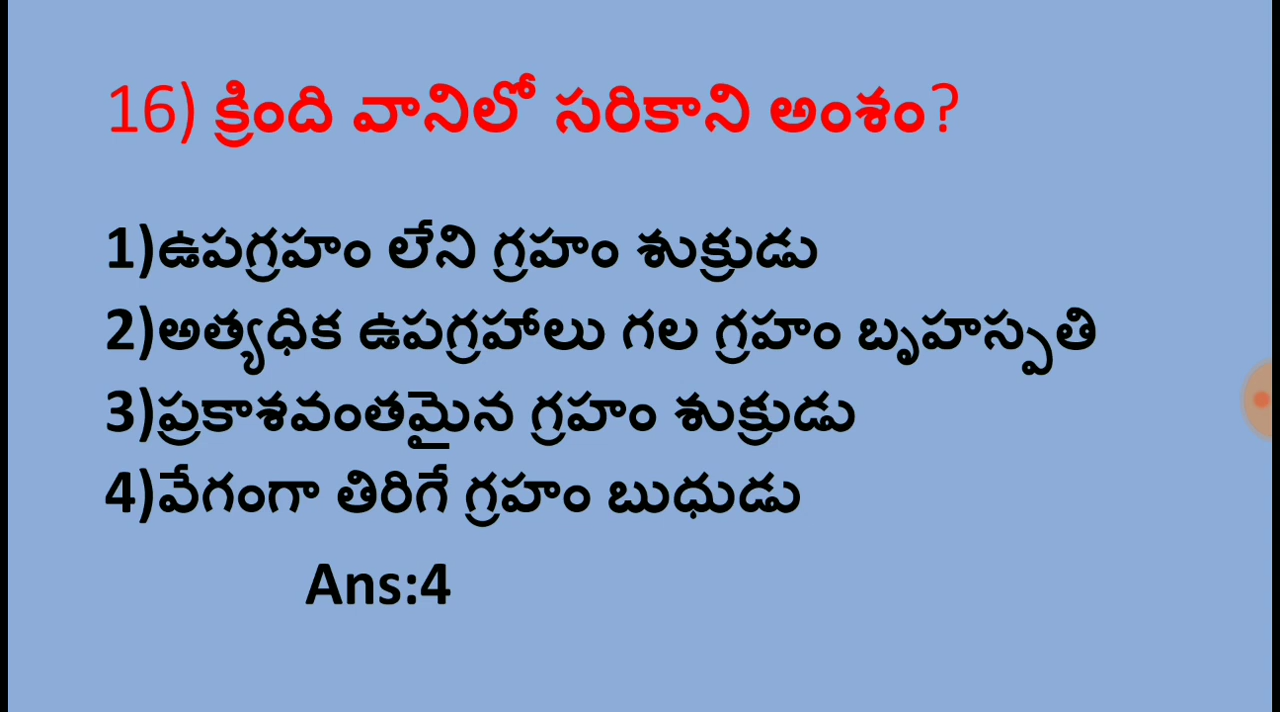 16) క్రింది వానిలో సరికాని అంశం?
1)ఉపగ్రహం లేని గ్రహం శుక్రుడు
2)అత్యధిక ఉపగ్రహాలు గల గ్రహం బృహస్పతి
3)ప్రకాశవంతమైన గ్రహం శుక్రుడు
4)వేగంగా తిరిగే గ్రహం బుధుడు
Ans:4